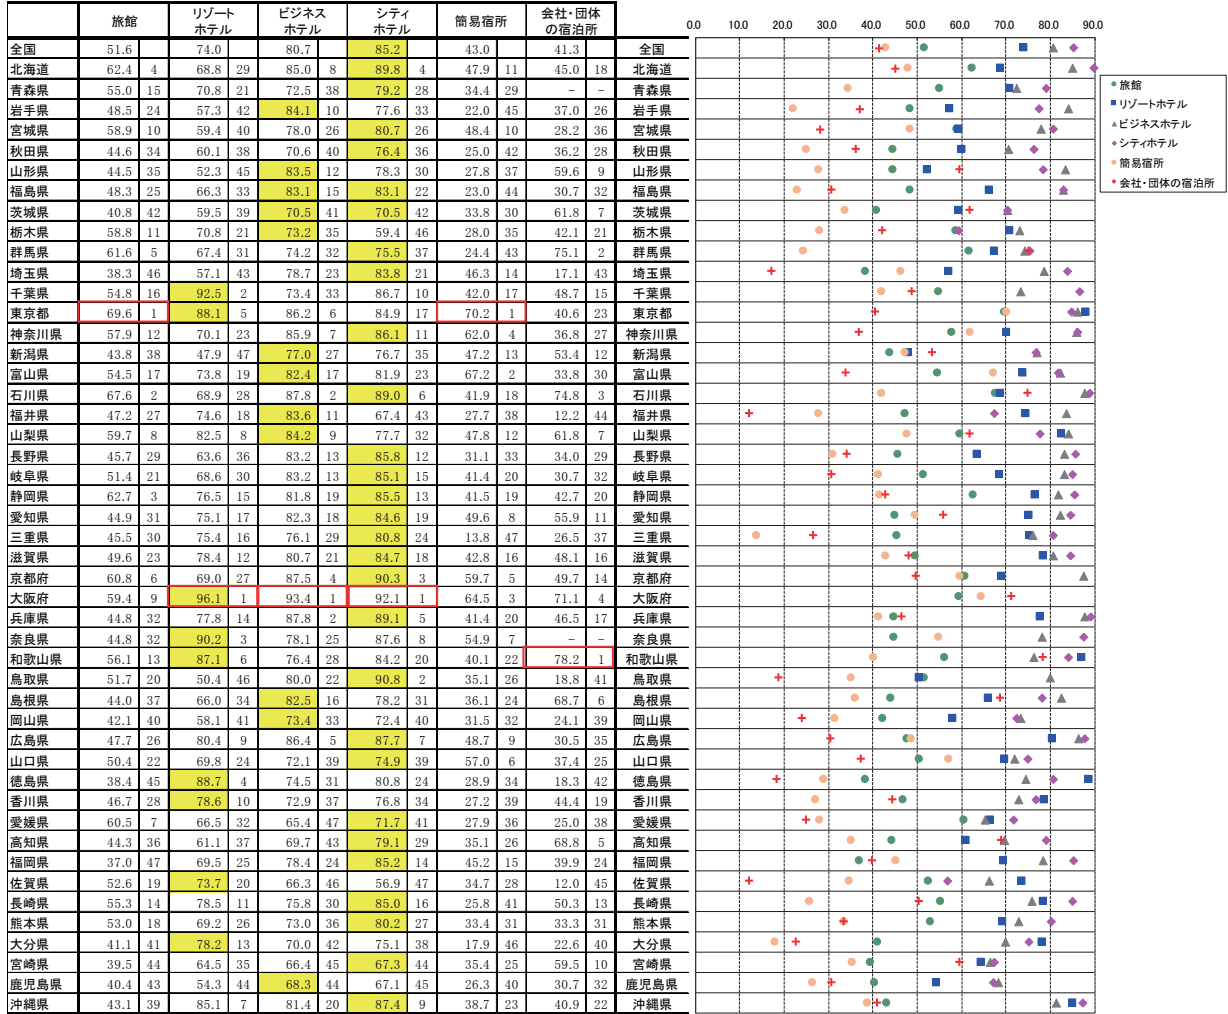 旅館 リゾートホテル ビジネスホテル シティホテル 簡易宿所 会社・団体の宿泊所
0.0 10.0 20.0 30.0 40.0 50.0 60.0 70.0 80.0 90.0
全国 51.6 74.0 80.7 85.2 43.0 41.3 全国
北海道 62.4 4 68.8 29 85.0 8 89.8 4 47.9 11 45.0 18 北海道
青森県 55.0 15 70.8 21 72.5 38 79.2 28 34.4 29 － － 青森県
岩手県 48.5 24 57.3 42 84.1 10 77.6 33 22.0 45 37.0 26 岩手県
宮城県 58.9 10 59.4 40 78.0 26 80.7 26 48.4 10 28.2 36 宮城県
秋田県 44.6 34 60.1 38 70.6 40 76.4 36 25.0 42 36.2 28 秋田県
山形県 44.5 35 52.3 45 83.5 12 78.3 30 27.8 37 59.6 9 山形県
福島県 48.3 25 66.3 33 83.1 15 83.1 22 23.0 44 30.7 32 福島県
茨城県 40.8 42 59.5 39 70.5 41 70.5 42 33.8 30 61.8 7 茨城県
栃木県 58.8 11 70.8 21 73.2 35 59.4 46 28.0 35 42.1 21 栃木県
群馬県 61.6 5 67.4 31 74.2 32 75.5 37 24.4 43 75.1 2 群馬県
埼玉県 38.3 46 57.1 43 78.7 23 83.8 21 46.3 14 17.1 43 埼玉県
千葉県 54.8 16 92.5 2 73.4 33 86.7 10 42.0 17 48.7 15 千葉県
東京都 69.6 1 88.1 5 86.2 6 84.9 17 70.2 1 40.6 23 東京都
神奈川県 57.9 12 70.1 23 85.9 7 86.1 11 62.0 4 36.8 27 神奈川県
新潟県 43.8 38 47.9 47 77.0 27 76.7 35 47.2 13 53.4 12 新潟県
富山県 54.5 17 73.8 19 82.4 17 81.9 23 67.2 2 33.8 30 富山県
石川県 67.6 2 68.9 28 87.8 2 89.0 6 41.9 18 74.8 3 石川県
福井県 47.2 27 74.6 18 83.6 11 67.4 43 27.7 38 12.2 44 福井県
山梨県 59.7 8 82.5 8 84.2 9 77.7 32 47.8 12 61.8 7 山梨県
長野県 45.7 29 63.6 36 83.2 13 85.8 12 31.1 33 34.0 29 長野県
岐阜県 51.4 21 68.6 30 83.2 13 85.1 15 41.4 20 30.7 32 岐阜県
静岡県 62.7 3 76.5 15 81.8 19 85.5 13 41.5 19 42.7 20 静岡県
愛知県 44.9 31 75.1 17 82.3 18 84.6 19 49.6 8 55.9 11 愛知県
三重県 45.5 30 75.4 16 76.1 29 80.8 24 13.8 47 26.5 37 三重県
滋賀県 49.6 23 78.4 12 80.7 21 84.7 18 42.8 16 48.1 16 滋賀県
京都府 60.8 6 69.0 27 87.5 4 90.3 3 59.7 5 49.7 14 京都府
大阪府 59.4 9 96.1 1 93.4 1 92.1 1 64.5 3 71.1 4 大阪府
兵庫県 44.8 32 77.8 14 87.8 2 89.1 5 41.4 20 46.5 17 兵庫県
奈良県 44.8 32 90.2 3 78.1 25 87.6 8 54.9 7 － － 奈良県
和歌山県 56.1 13 87.1 6 76.4 28 84.2 20 40.1 22 78.2 1 和歌山県
鳥取県 51.7 20 50.4 46 80.0 22 90.8 2 35.1 26 18.8 41 鳥取県
島根県 44.0 37 66.0 34 82.5 16 78.2 31 36.1 24 68.7 6 島根県
岡山県 42.1 40 58.1 41 73.4 33 72.4 40 31.5 32 24.1 39 岡山県
広島県 47.7 26 80.4 9 86.4 5 87.7 7 48.7 9 30.5 35 広島県
山口県 50.4 22 69.8 24 72.1 39 74.9 39 57.0 6 37.4 25 山口県
徳島県 38.4 45 88.7 4 74.5 31 80.8 24 28.9 34 18.3 42 徳島県
香川県 46.7 28 78.6 10 72.9 37 76.8 34 27.2 39 44.4 19 香川県
愛媛県 60.5 7 66.5 32 65.4 47 71.7 41 27.9 36 25.0 38 愛媛県
高知県 44.3 36 61.1 37 69.7 43 79.1 29 35.1 26 68.8 5 高知県
福岡県 37.0 47 69.5 25 78.4 24 85.2 14 45.2 15 39.9 24 福岡県
佐賀県 52.6 19 73.7 20 66.3 46 56.9 47 34.7 28 12.0 45 佐賀県
長崎県 55.3 14 78.5 11 75.8 30 85.0 16 25.8 41 50.3 13 長崎県
熊本県 53.0 18 69.2 26 73.0 36 80.2 27 33.4 31 33.3 31 熊本県
大分県 41.1 41 78.2 13 70.0 42 75.1 38 17.9 46 22.6 40 大分県
宮崎県 39.5 44 64.5 35 66.4 45 67.3 44 35.4 25 59.5 10 宮崎県
鹿児島県 40.4 43 54.3 44 68.3 44 67.1 45 26.3 40 30.7 32 鹿児島県
沖縄県 43.1 39 85.1 7 81.4 20 87.4 9 38.7 23 40.9 22 沖縄県
旅館
リゾートホテル
ビジネスホテル
シティホテル
簡易宿所
会社・団体の宿泊所